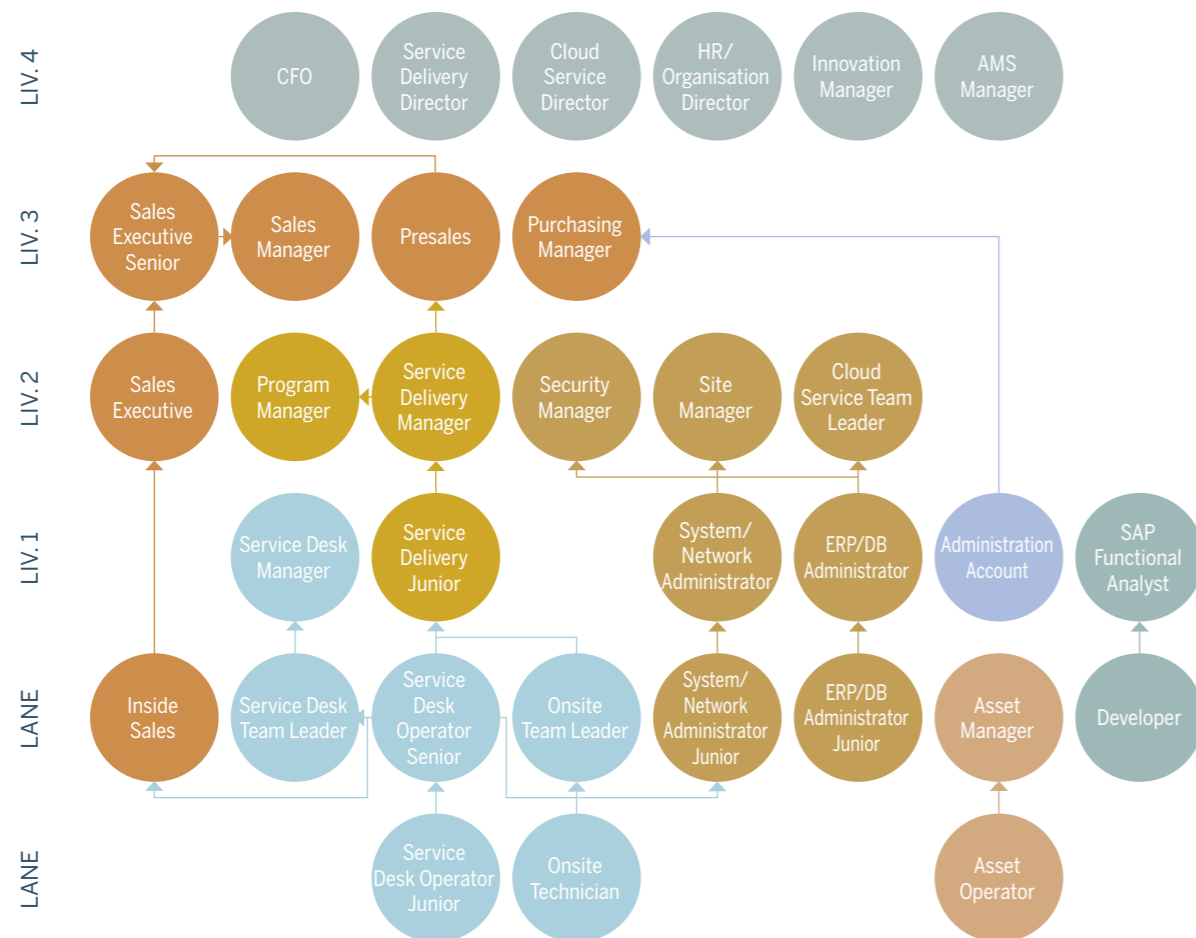 LIV. 4
CFO
Service
Delivery
Director
Cloud
Service
Director
HR/
Organisation
Director
Innovation
Manager
AMS
Manager
LIV. 3
Sales
Executive
Senior
Sales
Manager
Presales
Purchasing
Manager
LIV. 2
Sales
Executive
Program
Manager
Service
Delivery
Manager
Security
Manager
Site
Manager
Cloud
Service Team
Leader
LIV. 1
Service Desk
Manager
Service
Delivery
Junior
System/
Network
Administrator
ERP/DB
Administrator
Administration
Account
SAP
Functional
Analyst
LANE
Inside
Sales
Service Desk
Team Leader
Service
Desk
Operator
Senior
Onsite
Team Leader
System/
Network
Administrator
Junior
ERP/DB
Administrator
Junior
Asset
Manager
Developer
LANE
Service
Desk Operator
Junior
Onsite
Technician
Asset
Operator